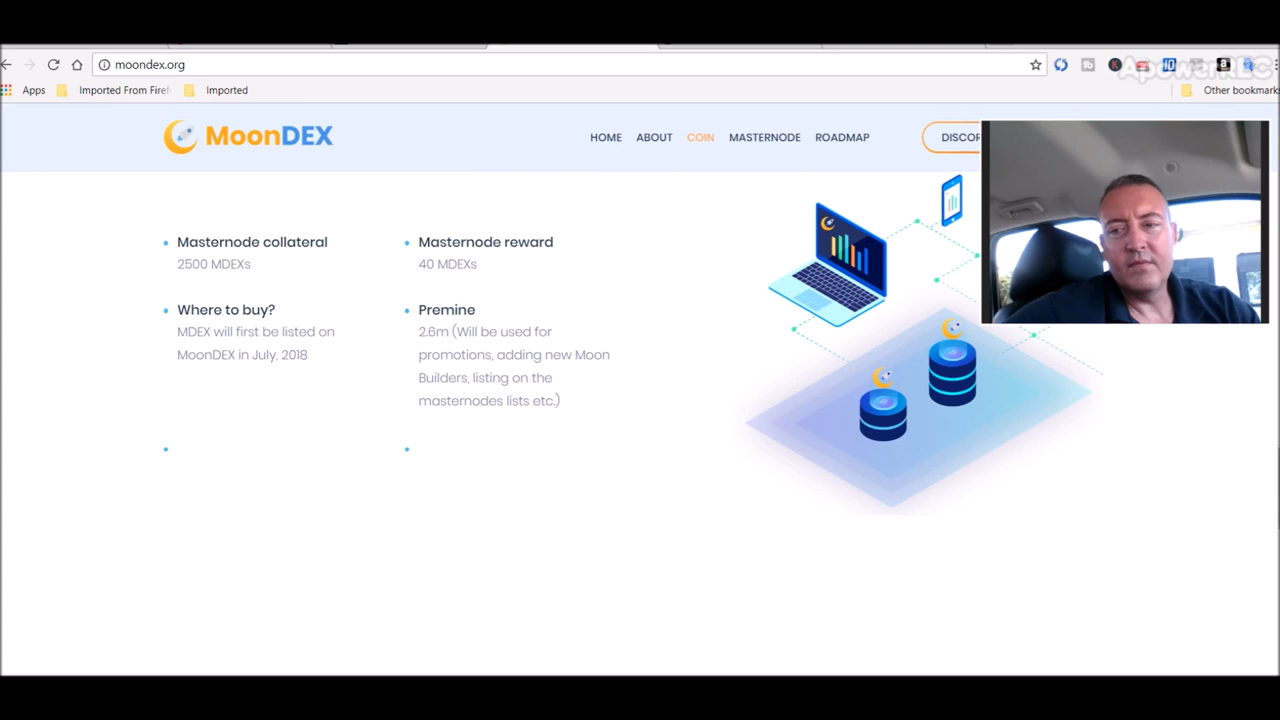 moondex.org
ApowerREC
Apps
Imported From Firef
Imported
Other bookmark
MoonDEX
HOME
ABOUT
COIN
MASTERNODE
ROADMAP
DISCOR
Masternode collateral
2500 MDEXs
Masternode reward
40 MDEXs
Where to buy?
MDEX will first be listed on
MoonDEX in July, 2018
Premine
2.6m (Will be used for
promotions, adding new Moon
Builders, listing on the
masternodes lists etc.)